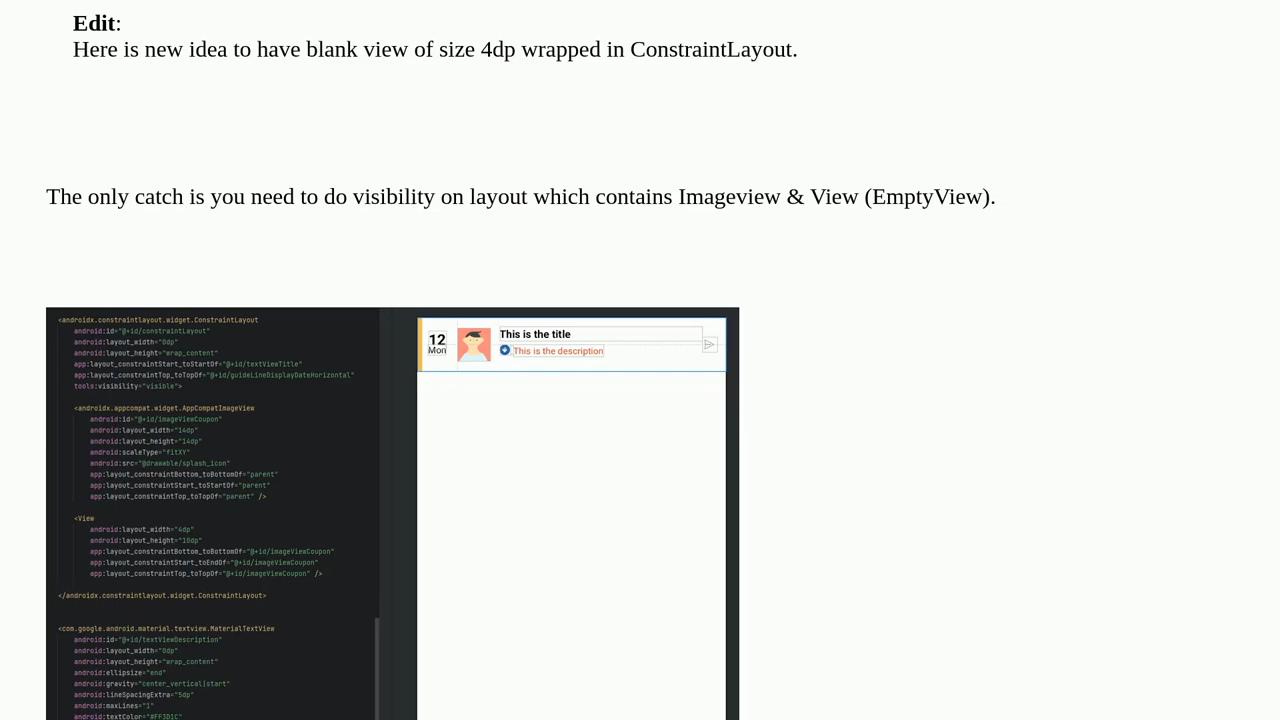 Edit:
Here is new idea to have blank view of size 4dp wrapped in ConstraintLayout.
The only catch is you need to do visibility on layout which contains Imageview & View (EmptyView).
<androidx.constraintlayout.widget.ConstraintLayout
android:id="@+id/constraintLayout"
android:layout_width="0dp"
android:layout_height="wrap_content"
app:layout_constraintStart_toStartOf="@+id/textViewTitle"
app:layout_constraintTop_toTopOf="@+id/guideLineDisplayDateHorizontal"
tools:visibility="visible">
<androidx.appcompat.widget.AppCompatImageView
android:id="@+id/imageViewCoupon"
android:layout_width="14dp"
android:layout_height="14dp"
android:scaleType="fitXY"
android:src="@drawable/splash_icon"
app:layout_constraintBottom_toBottomOf="parent"
app:layout_constraintStart_toStartOf="parent"
app:layout_constraintTop_toTopOf="parent" />
<View
android:layout_width="4dp"
android:layout_height="10dp"
app:layout_constraintBottom_toBottomOf="@+id/imageViewCoupon"
app:layout_constraintStart_toEndOf="@+id/imageViewCoupon"
app:layout_constraintTop_toTopOf="@+id/imageViewCoupon" />
</androidx.constraintlayout.widget.ConstraintLayout>
<com.google.android.material.textview.MaterialTextView
android:id="@+id/textViewDescription"
android:layout_width="0dp"
android:layout_height="wrap_content"
android:ellipsize="end"
android:gravity="center_vertical|start"
android:lineSpacingExtra="5dp"
android:maxLines="1"
android:textColor="#FF3D1C"
12
Mon
This is the title
This is the description